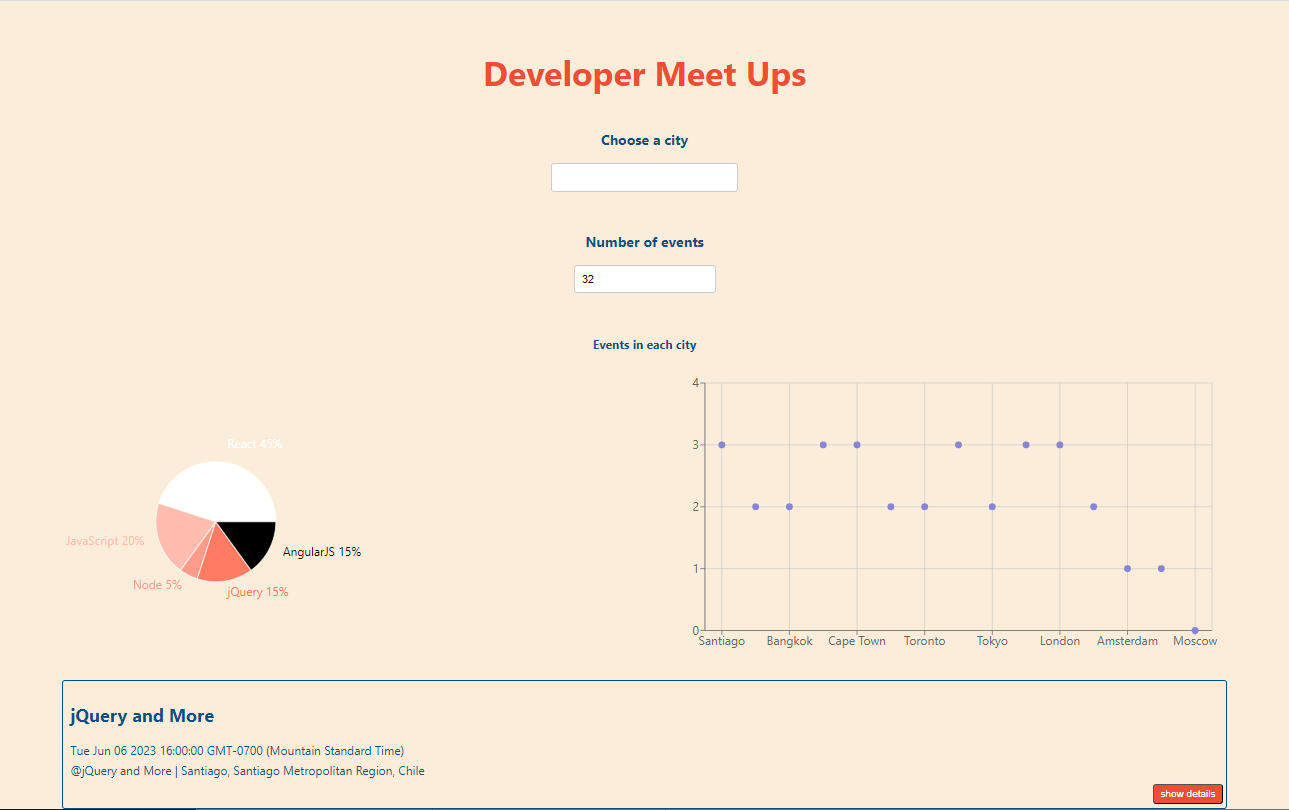 Developer Meet Ups
Choose a city
Number of events
32
Events in each city
React 45%
JavaScript 20%
Node 5%
jQuery 15%
AngularJS 15%
4
3
2
1
0
Santiago Bangkok Cape Town Toronto Tokyo London Amsterdam Moscow
jQuery and More
Tue Jun 06 2023 16:00:00 GMT-0700 (Mountain Standard Time)
@jQuery and More | Santiago, Santiago Metropolitan Region, Chile
show details